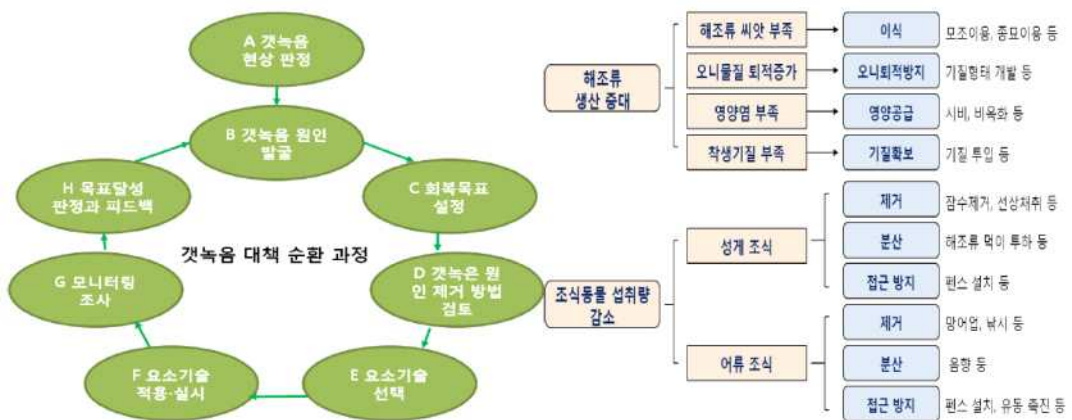 A 갯녹음
현상 판정
B 갯녹음 원인
발굴
C 회복목표
설정
D 갯녹은 원
인 제거 방법
검토
E 요소기술
선택
F 요소기술
적용·실시
G 모니터링
조사
H 목표달성
판정과 피드백
갯녹음 대책 순환 과정
해조류
생산 증대
해조류 씨앗 부족
이식
모조이용, 종묘이용 등
오니물질 퇴적증가
오니퇴적방지
기질형태 개발 등
영양염 부족
영양공급
시비, 비옥화 등
착생기질 부족
기질확보
기질 투입 등
조식동물 섭취량
감소
성게 조식
제거
잠수제거, 선상채취 등
분산
해조류 먹이 투하 등
접근 방지
펜스 설치 등
어류 조식
제거
망어업, 낚시 등
분산
음향 등
접근 방지
펜스 설치, 유동 촉진 등